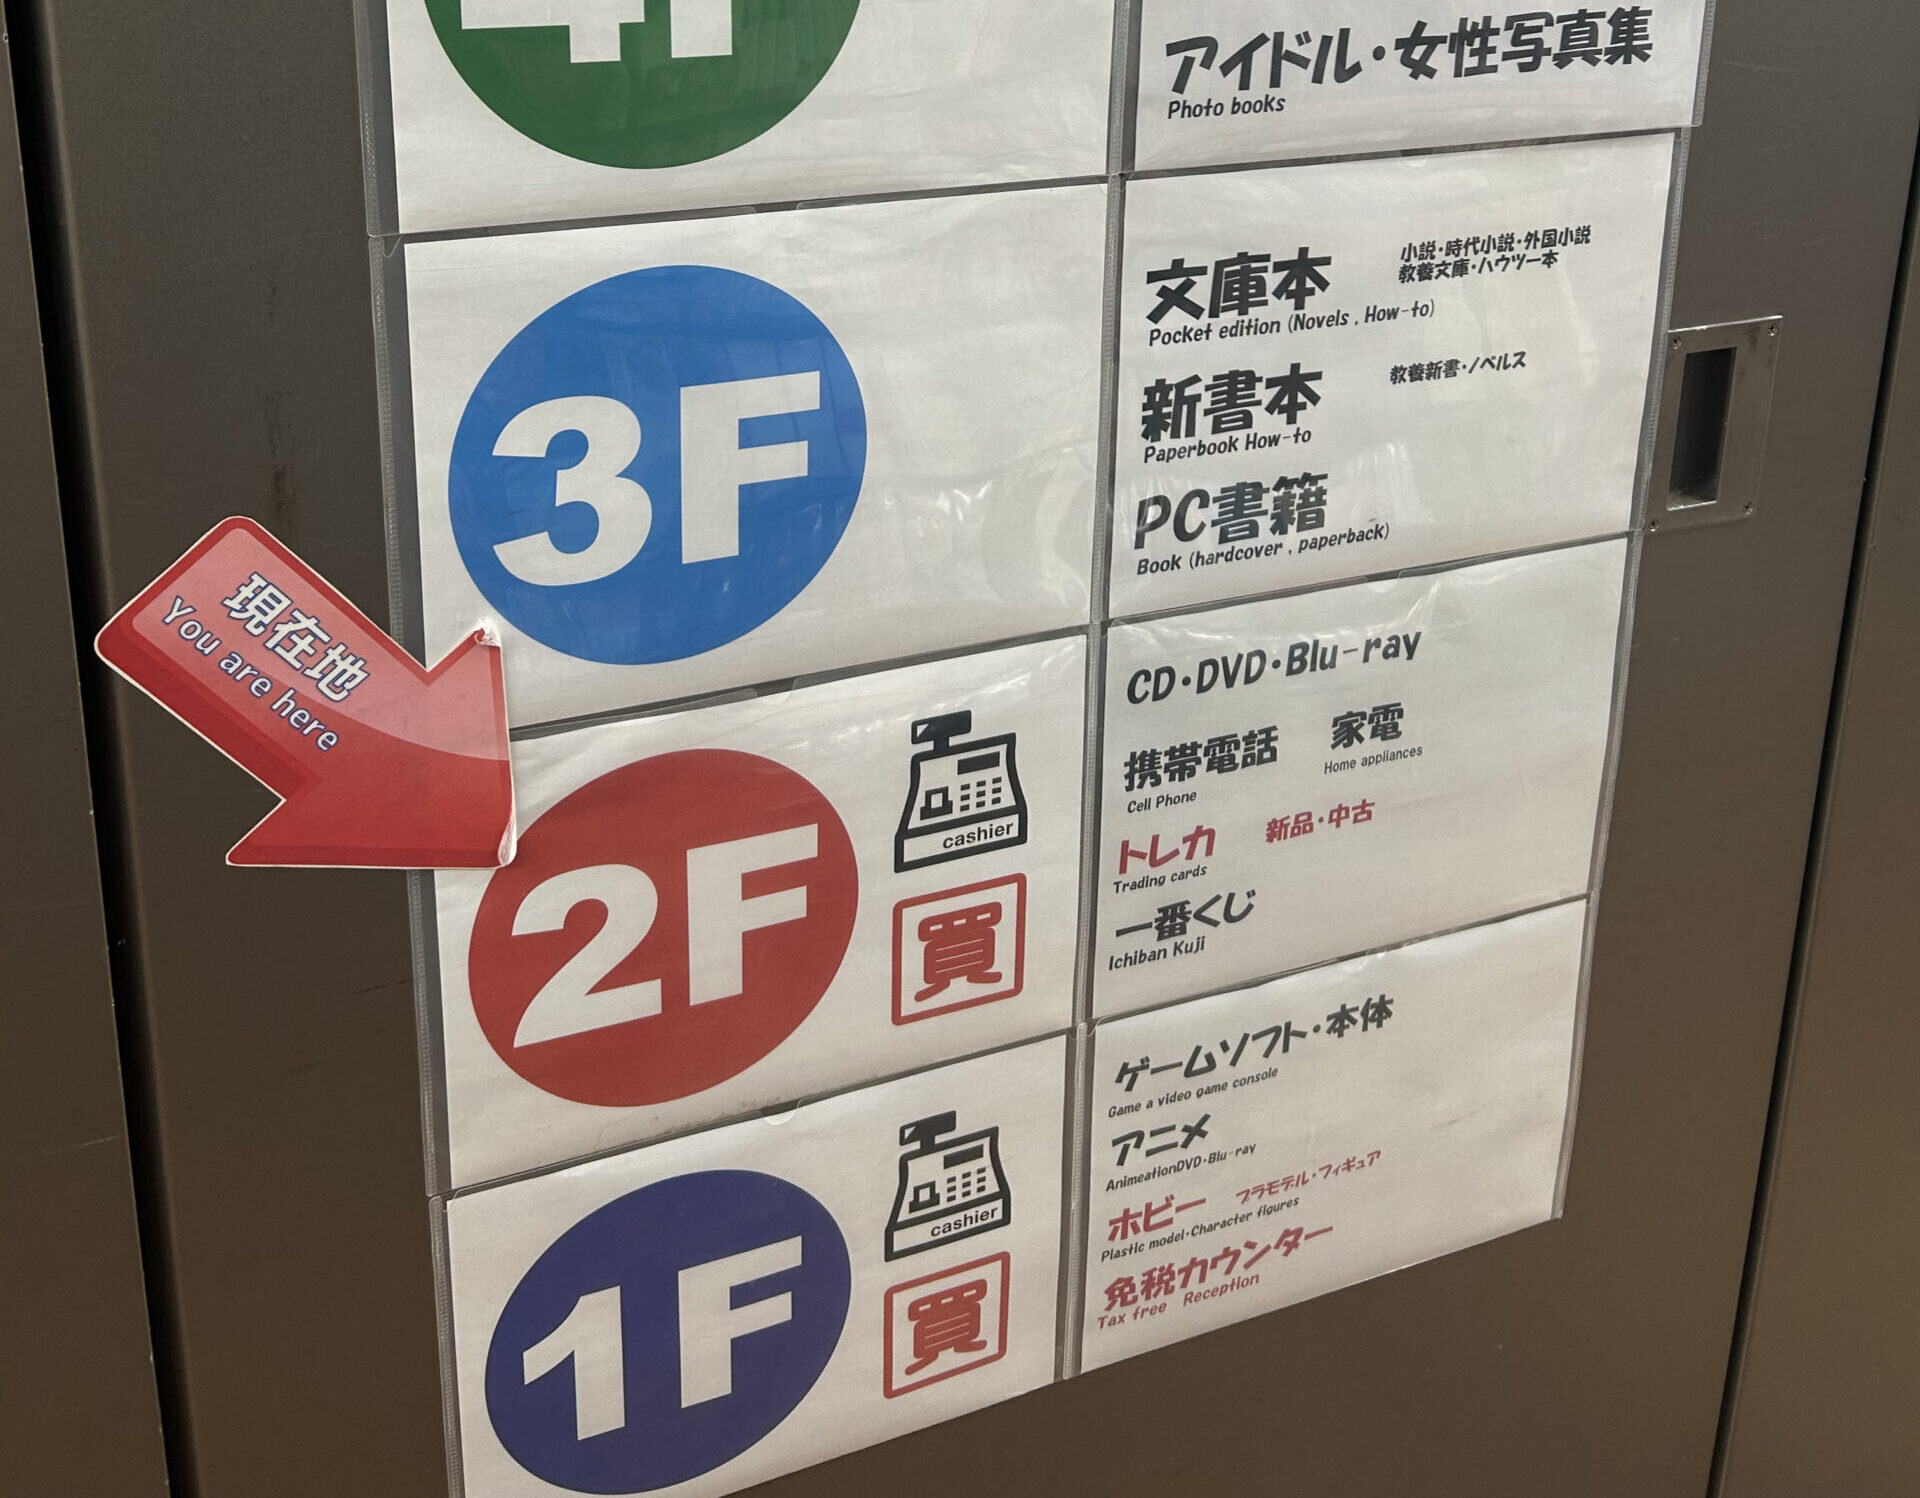 4F
アイドル・女性写真集
Photo books
3F
文庫本
小説・時代小説・外国小説
教養文庫・ハウツー本
Pocket edition (Novels , How-to)
新書本
教養新書・ノベルス
Paperbook How-to
PC書籍
Book (hardcover , paperback)
現在地
You are here
2F
cashier
買
CD・DVD・Blu-ray
携帯電話
Cell Phone
家電
Home appliances
トレカ
新品・中古
Trading cards
一番くじ
Ichiban Kuji
1F
cashier
買
ゲームソフト・本体
Game a video game console
アニメ
AnimeationDVD・Blu-ray
ホビー
プラモデル・フィギュア
Plastic model・Character figures
免税カウンター
Tax free Reception